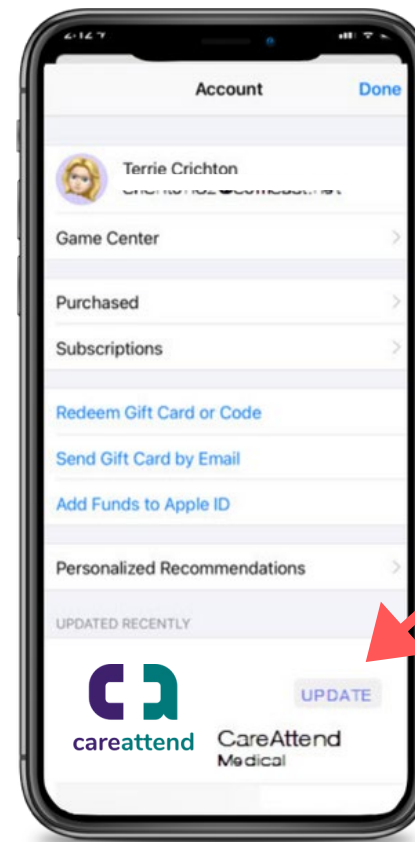 Account
Done
Terrie Crichton
Game Center
Purchased
Subscriptions
Redeem Gift Card or Code
Send Gift Card by Email
Add Funds to Apple ID
Personalized Recommendations
UPDATED RECENTLY
UPDATE
careattend
CareAttend
Medical